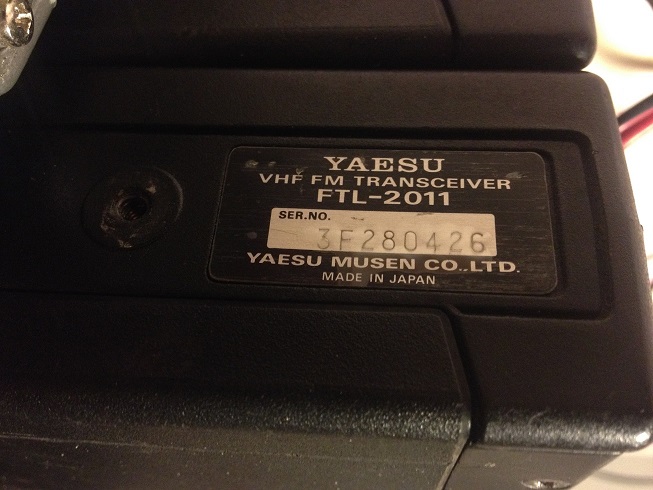 YAESU
VHF FM TRANSCEIVER
FTL-2011
SER.NO.
3F280426
YAESU MUSEN CO.,LTD.
MADE IN JAPAN